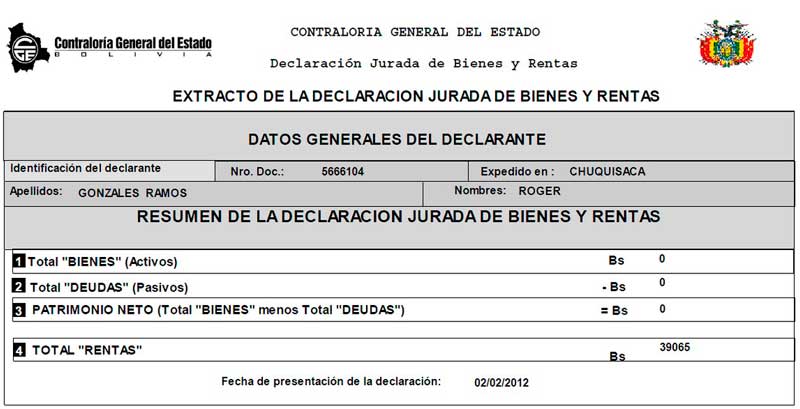 Contraloría General del Estado
BOLIVIA
CONTRALORIA GENERAL DEL ESTADO
Declaración Jurada de Bienes y Rentas
EXTRACTO DE LA DECLARACION JURADA DE BIENES Y RENTAS
DATOS GENERALES DEL DECLARANTE
Identificación del declarante Nro. Doc.: 5666104 Expedido en : CHUQUISACA
Apellidos: GONZALES RAMOS Nombres: ROGER
RESUMEN DE LA DECLARACION JURADA DE BIENES Y RENTAS
1 Total "BIENES" (Activos) Bs 0
2 Total "DEUDAS" (Pasivos) - Bs 0
3 PATRIMONIO NETO (Total "BIENES" menos Total "DEUDAS") = Bs 0
4 TOTAL "RENTAS" Bs 39065
Fecha de presentación de la declaración: 02/02/2012